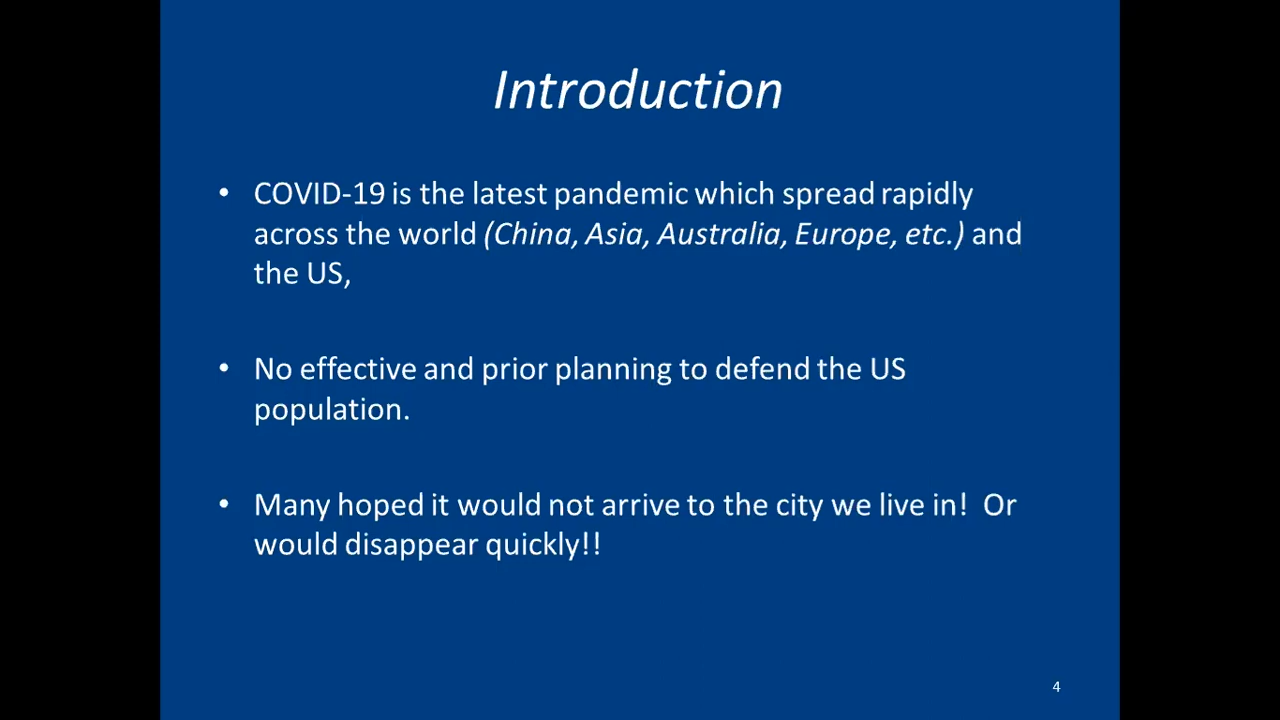 Introduction
• COVID-19 is the latest pandemic which spread rapidly
across the world (China, Asia, Australia, Europe, etc.) and
the US,
• No effective and prior planning to defend the US
population.
• Many hoped it would not arrive to the city we live in!  Or
would disappear quickly!!
4